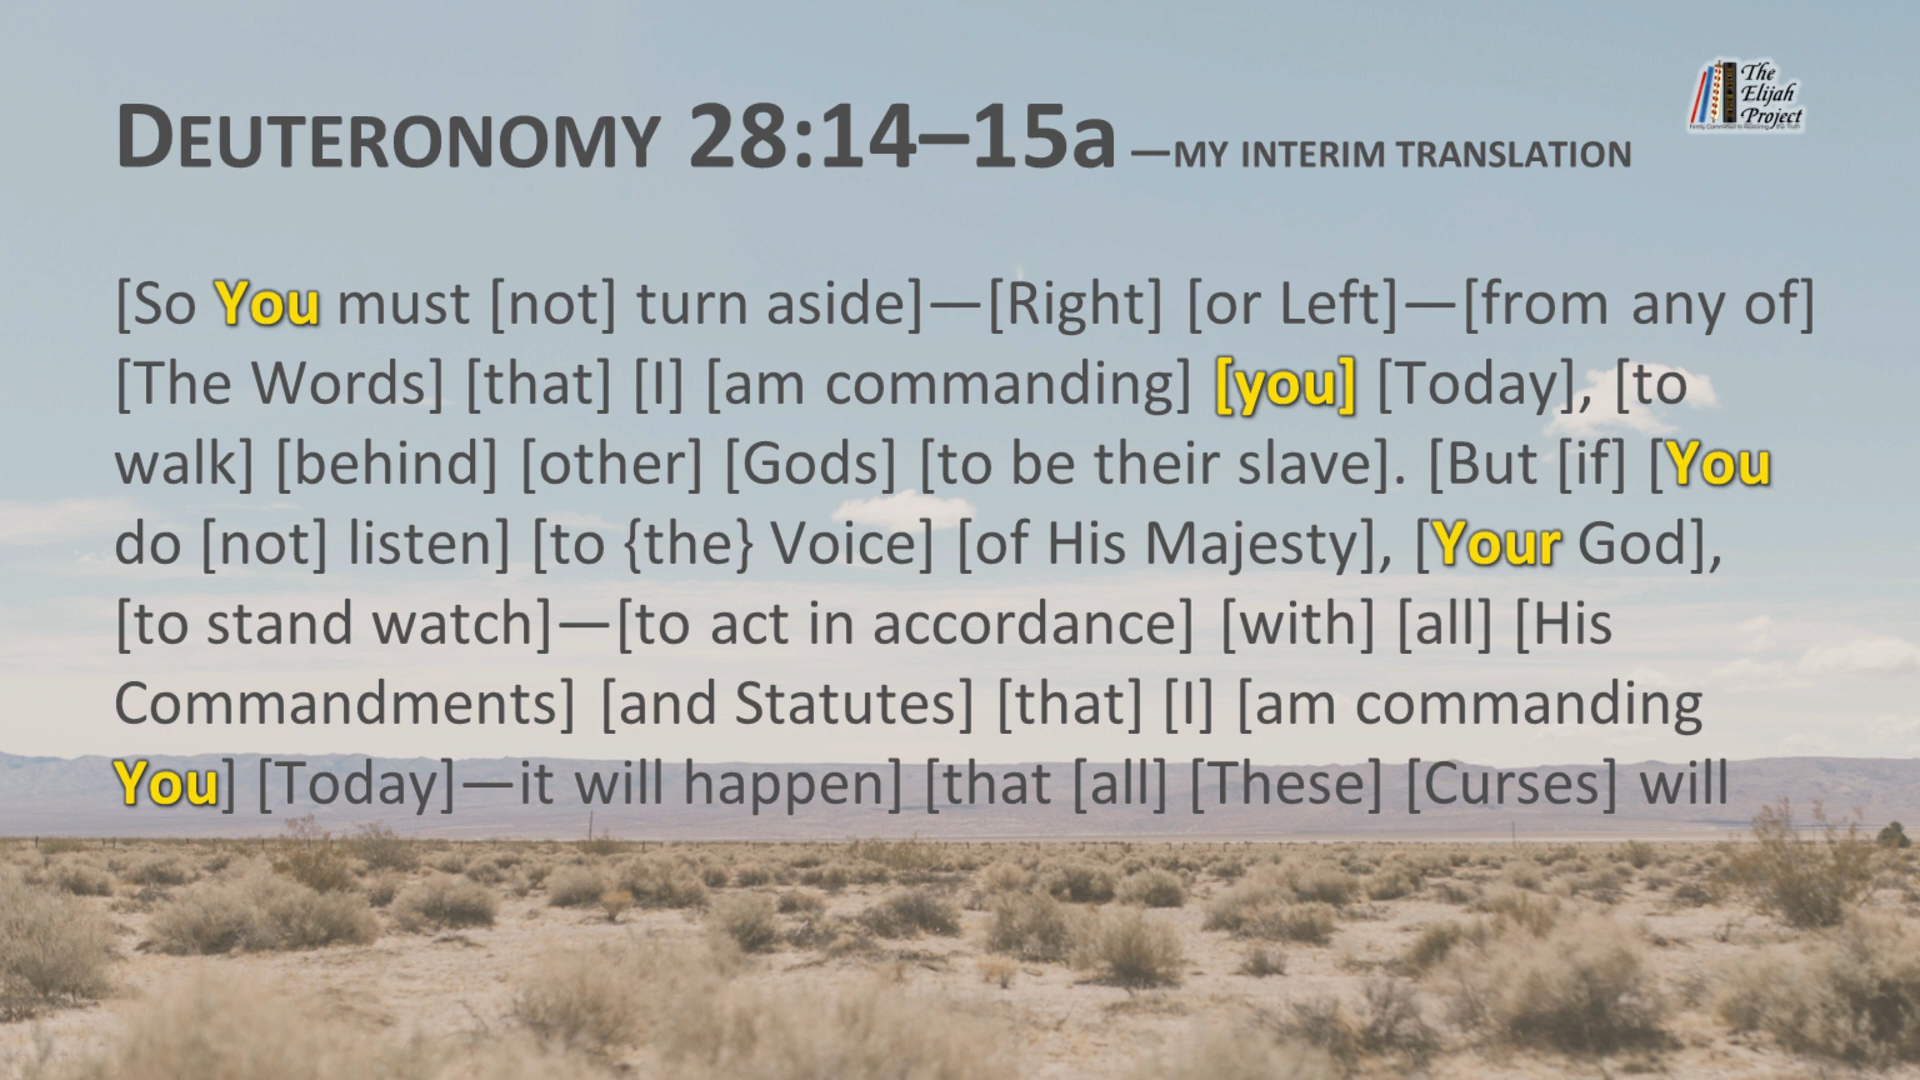 DEUTERONOMY 28:14–15a —MY INTERIM TRANSLATION
The
Elijah
Project
[So You must [not] turn aside]—[Right] [or Left]—[from any of]
[The Words] [that] [I] [am commanding] [you] [Today], [to
walk] [behind] [other] [Gods] [to be their slave]. [But [if] [You
do [not] listen] [to {the} Voice] [of His Majesty], [Your God],
[to stand watch]—[to act in accordance] [with] [all] [His
Commandments] [and Statutes] [that] [I] [am commanding
You] [Today]—it will happen] [that [all] [These] [Curses] will